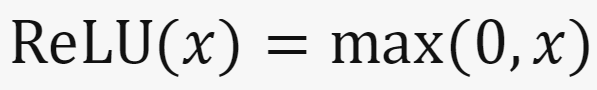 ReLU(x) = max(0, x)